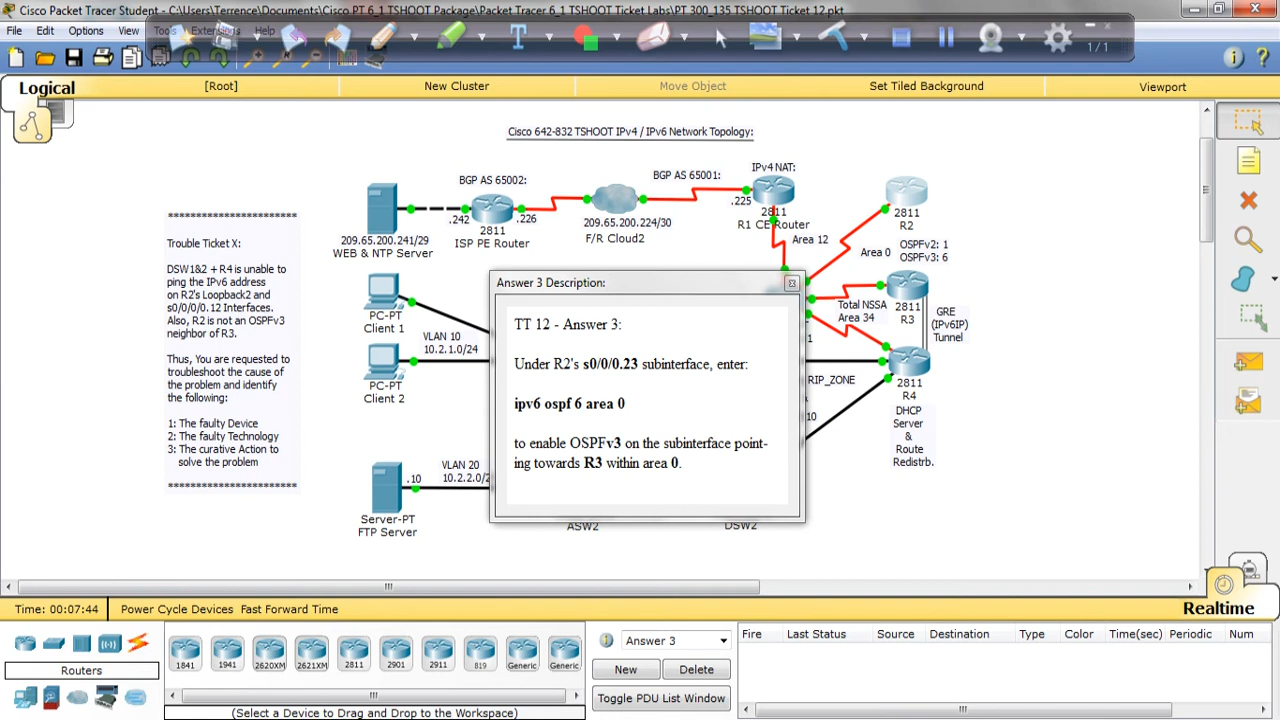 Cisco Packet Tracer Student - C:\Users\Terrence\Desktop\Cisco PT 6_1 TSHOOT Package\Packet Tracer 6_1 TSHOOT Ticket Labs\PT 300_135 TSHOOT Ticket 12.pkt
File Edit Options View Tools Extensions Help
1/1
Logical
[Root]
New Cluster
Move Object
Set Tiled Background
Viewport
Cisco 642-832 TSHOOT IPv4 / IPv6 Network Topology:
*************************
Trouble Ticket X:
DSW1&2 + R4 is unable to
ping the IPv6 address
on R2's Loopback2 and
s0/0/0/0.12 Interfaces.
Also, R2 is not an OSPFv3
neighbor of R3.
Thus, You are requested to
troubleshoot the cause of
the problem and identify
the following:
1: The faulty Device
2: The faulty Technology
3: The curative Action to
solve the problem
*************************
BGP AS 65002:
BGP AS 65001:
IPv4 NAT:
.242
.226
.225
2811
ISP PE Router
209.65.200.241/29
WEB & NTP Server
209.65.200.224/30
F/R Cloud2
2811
R1 CE Router
Area 12
2811
R2
Area 0
OSPFv2: 1
OSPFv3: 6
Total NSSA
Area 34
2811
R3
GRE
(IPv6IP)
Tunnel
PC-PT
Client 1
VLAN 10
10.2.1.0/24
PC-PT
Client 2
1
RIP_ZONE
10
2811
R4
DHCP
Server
&
Route
Redistrb.
VLAN 20
10.2.2.0/2
.10
Server-PT
FTP Server
ASW2
DSW2
Answer 3 Description:
TT 12 - Answer 3:
Under R2's s0/0/0.23 subinterface, enter:
ipv6 ospf 6 area 0
to enable OSPFv3 on the subinterface point-
ing towards R3 within area 0.
Time: 00:07:44
Power Cycle Devices Fast Forward Time
Realtime
Routers
1841
1941
2620XM
2621XM
2811
2901
2911
819
Generic
Generic
(Select a Device to Drag and Drop to the Workspace)
Answer 3
New
Delete
Toggle PDU List Window
Fire Last Status Source Destination Type Color Time(sec) Periodic Num